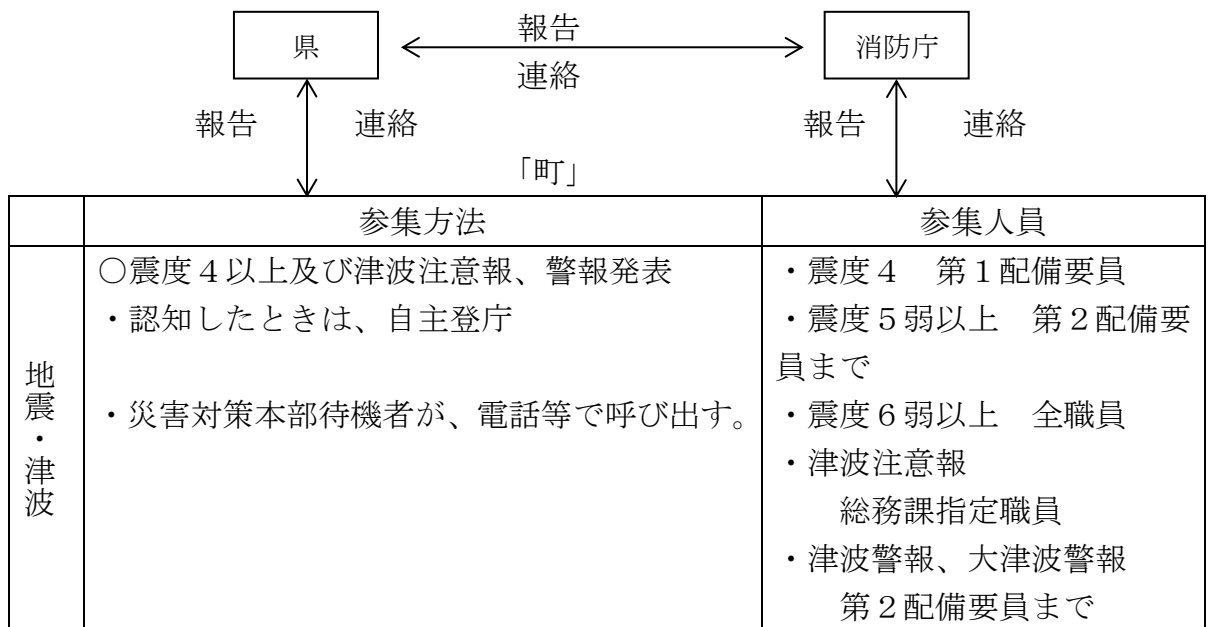 県
報告
連絡
消防庁
報告
連絡
報告
連絡
「町」
参集方法
参集人員
地震・津波
○震度４以上及び津波注意報、警報発表
・認知したときは、自主登庁
・災害対策本部待機者が、電話等で呼び出す。
・震度４　第１配備要員
・震度５弱以上　第２配備要
員まで
・震度６弱以上　全職員
・津波注意報
総務課指定職員
・津波警報、大津波警報
第２配備要員まで